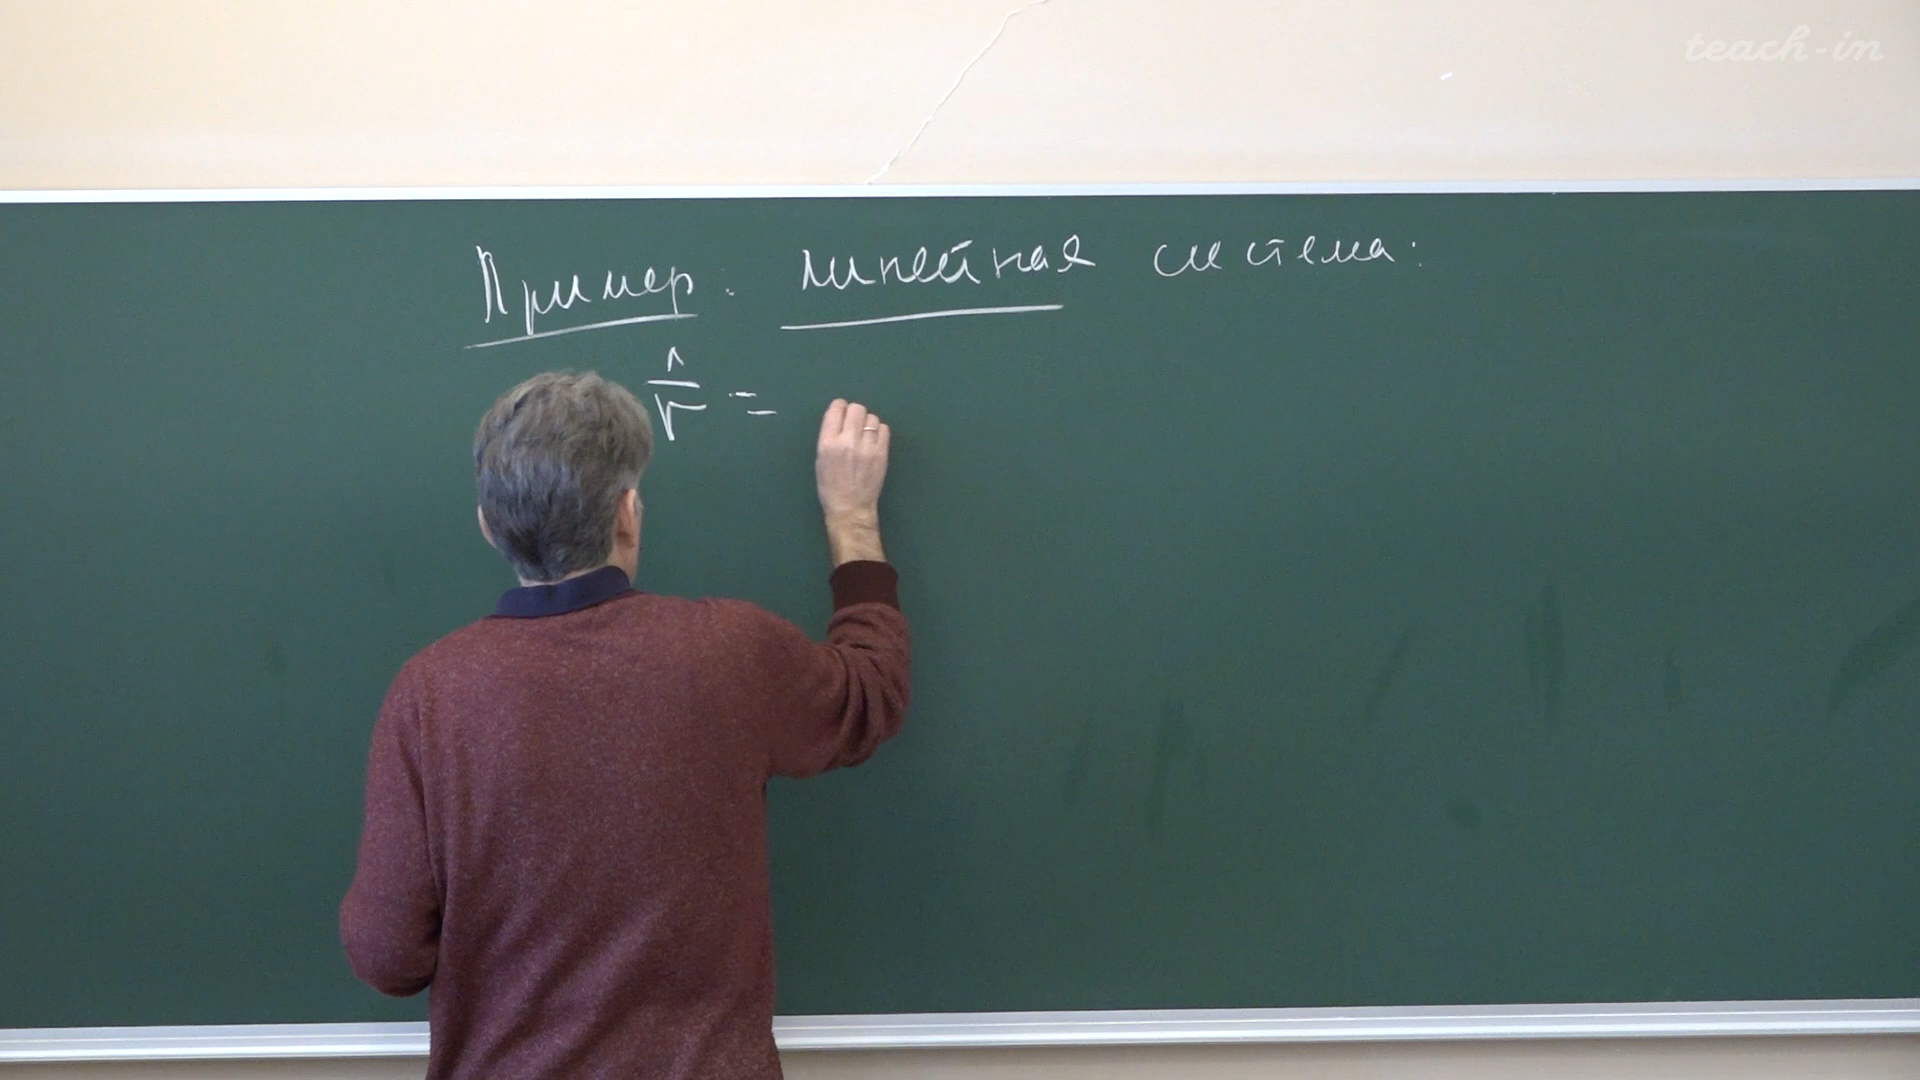 teach-in
Пример: линейная система:
^ r =